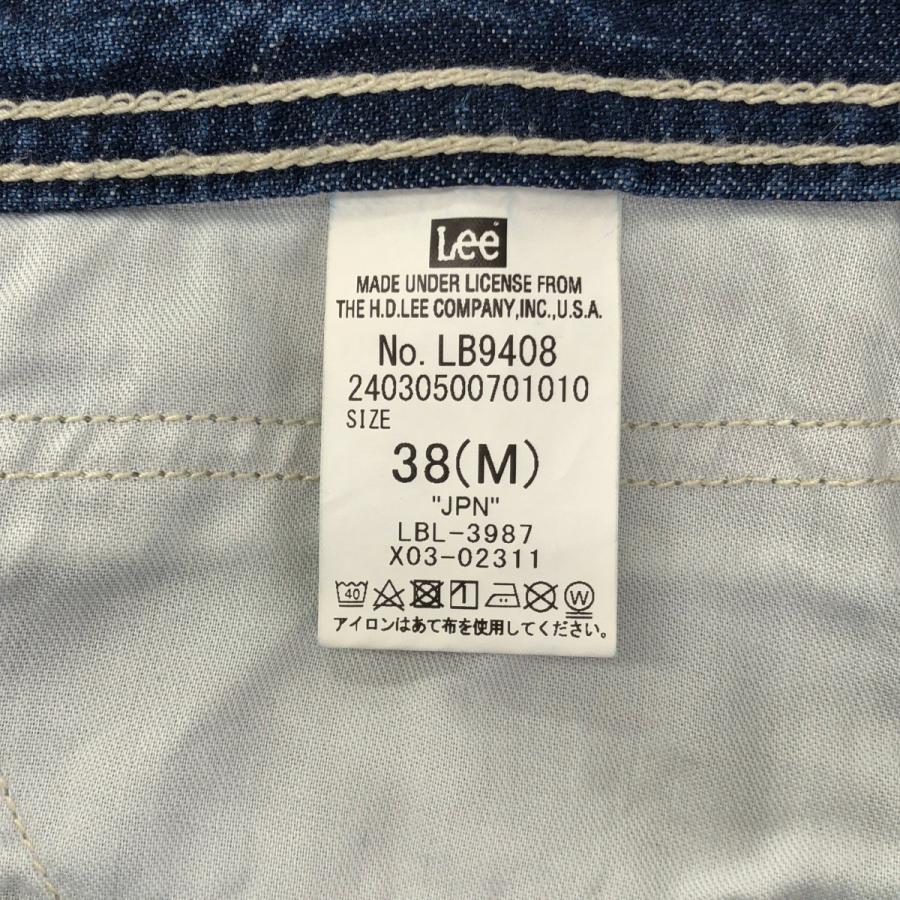 Lee
MADE UNDER LICENSE FROM
THE H.D.LEE COMPANY,INC.,U.S.A.
No. LB9408
24030500701010
SIZE
38(M)
"JPN"
LBL-3987
X03-02311
40 W
アイロンはあて布を使用してください。